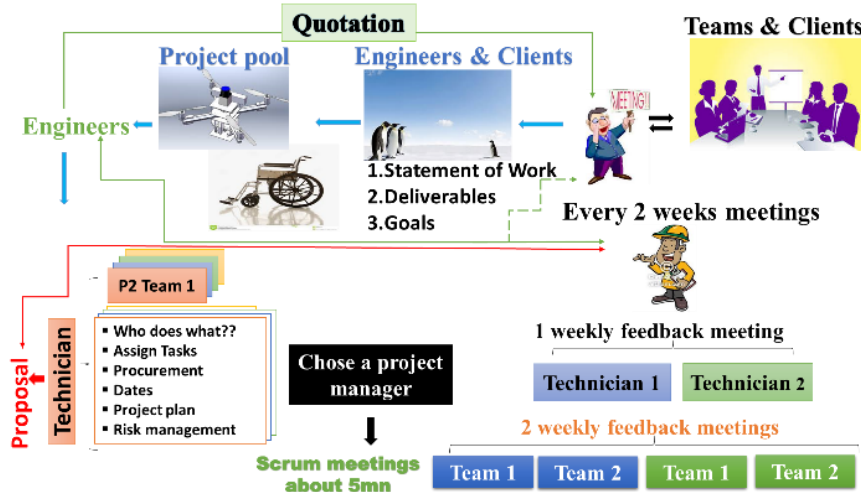 Quotation
Teams & Clients
Project pool
Engineers & Clients
MEETING!!
Engineers
1.Statement of Work
2.Deliverables
3.Goals
Every 2 weeks meetings
P2 Team 1
Proposal
Technician
Who does what??
Assign Tasks
Procurement
Dates
Project plan
Risk management
Chose a project
manager
Scrum meetings
about 5mn
1 weekly feedback meeting
Technician 1
Technician 2
2 weekly feedback meetings
Team 1
Team 2
Team 1
Team 2